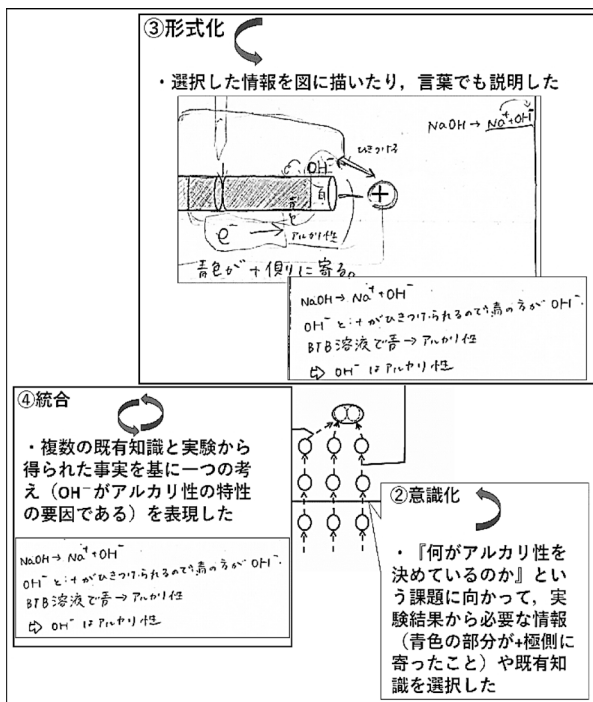 ③形式化
・選択した情報を図に描いたり，言葉でも説明した
NaOH→Na⁺+OH⁻
ひきつける
OH⁻
青
+
e⁻ → アルカリ性
青色が+側に寄る。
NaOH→Na⁺+OH⁻
OH⁻と:+がひきつけられるので青の方がOH⁻.
BTB溶液で青→アルカリ性
⇨ OH⁻はアルカリ性
④統合
・複数の既有知識と実験から
得られた事実を基に一つの考
え（OH⁻がアルカリ性の特性
の要因である）を表現した
NaOH→Na⁺+OH⁻
OH⁻と:+がひきつけられるので青の方がOH⁻.
BTB溶液で青→アルカリ性
⇨ OH⁻はアルカリ性
②意識化
・『何がアルカリ性を
決めているのか』とい
う課題に向かって，実
験結果から必要な情報
（青色の部分が+極側に
寄ったこと）や既有知
識を選択した